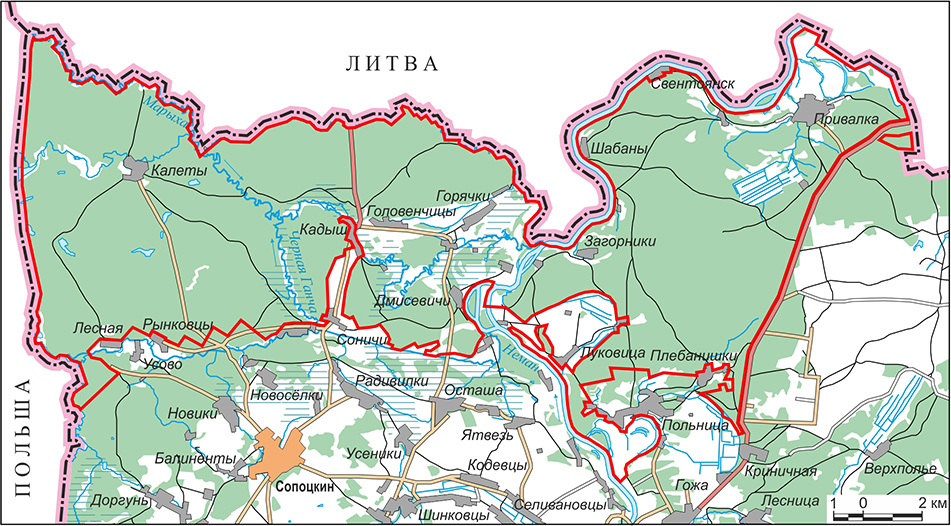 ЛИТВА
Свентоянск
Марыха
Привалка
Шабаны
Калеты
Горячки
Головенчицы
Кадыш
Загорники
Черная Ганча
Дмисевичи
Лесная
Рынковцы
Соничи
Неман
Луковица
Плебанишки
Усово
ПОЛЬША
Радивилки
Осташа
Новосёлки
Новики
Польница
Ятвезь
Усеники
Балиненты
Кодевцы
Криничная
Верхполье
Сопоцкин
Гожа
Доргунь
Селивановцы
Лесница
Шинковцы
1 0 2 км